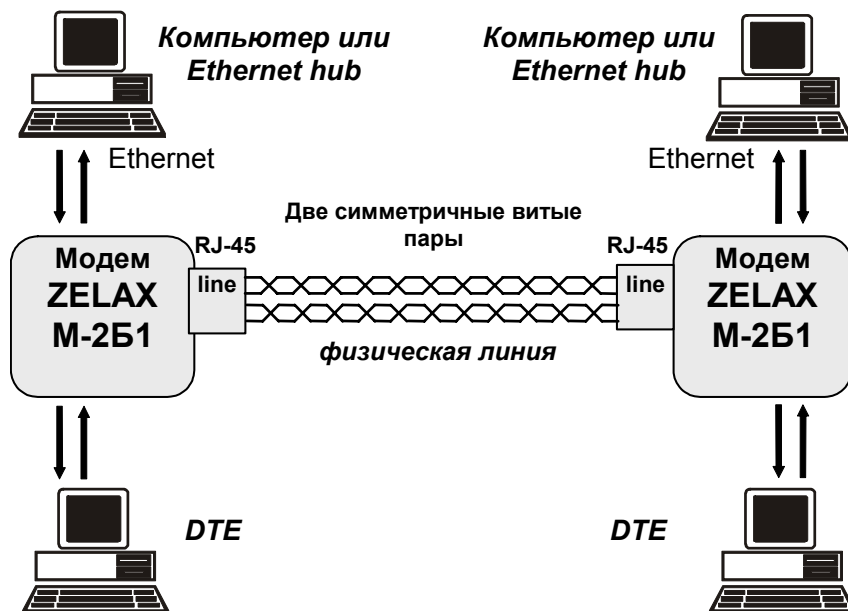 Компьютер или
Ethernet hub
Компьютер или
Ethernet hub
Ethernet
Ethernet
Две симметричные витые
пары
RJ-45
RJ-45
Модем
ZELAX
М-2Б1
line
line
Модем
ZELAX
М-2Б1
физическая линия
DTE
DTE